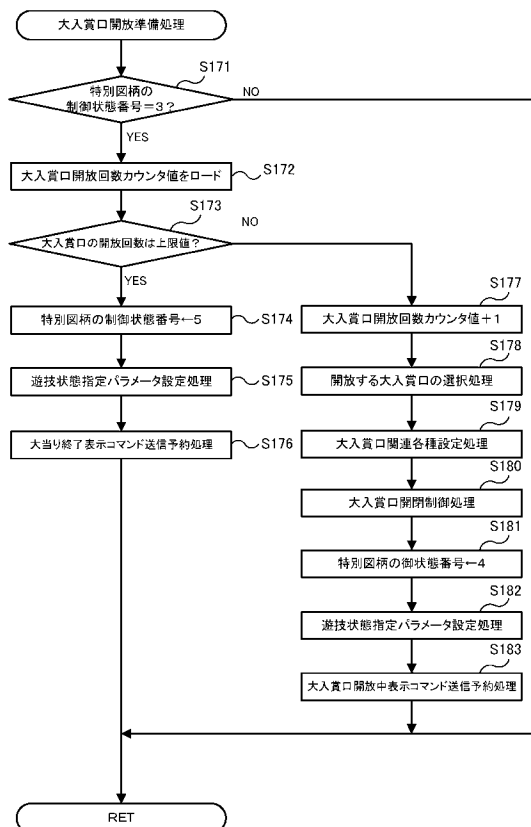 大入賞口開放準備処理
S171
特別図柄の
制御状態番号=3?
NO
YES
大入賞口開放回数カウンタ値をロード
S172
S173
大入賞口の開放回数は上限値?
NO
YES
特別図柄の制御状態番号←5
S174
遊技状態指定パラメータ設定処理
S175
大当り終了表示コマンド送信予約処理
S176
S177
大入賞口開放回数カウンタ値+1
S178
開放する大入賞口の選択処理
S179
大入賞口関連各種設定処理
S180
大入賞口開閉制御処理
S181
特別図柄の御状態番号←4
S182
遊技状態指定パラメータ設定処理
S183
大入賞口開放中表示コマンド送信予約処理
RET